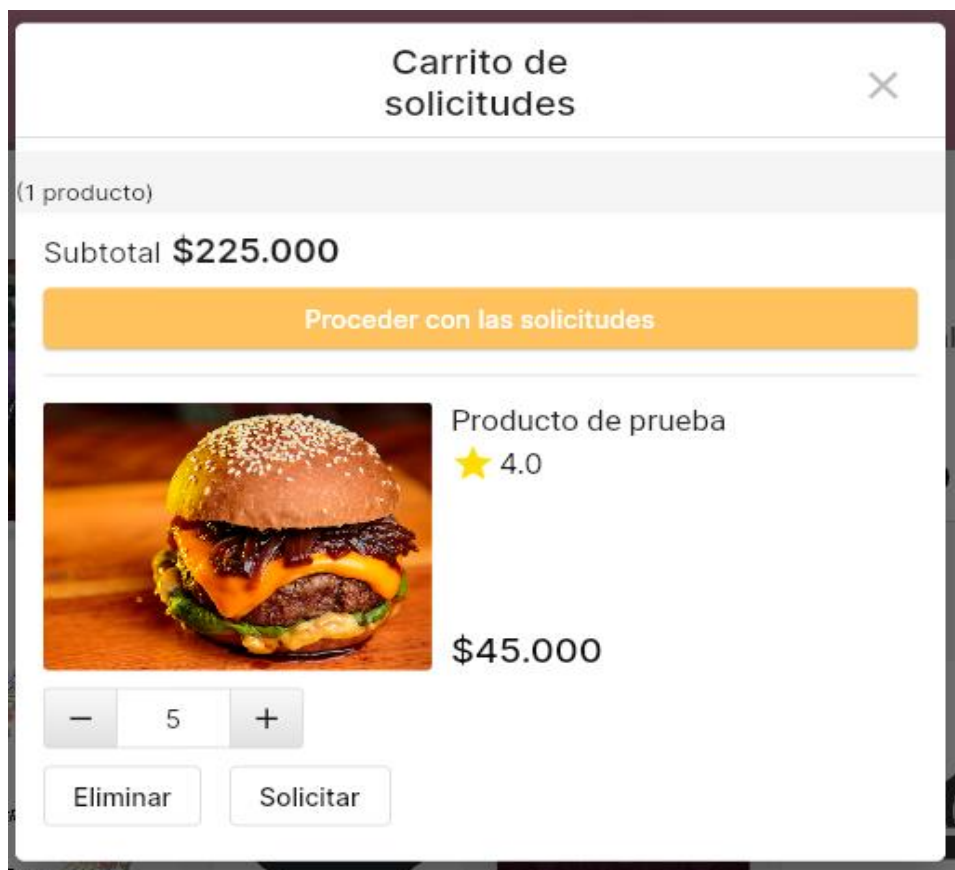 Carrito de
solicitudes
(1 producto)
Subtotal $225.000
Proceder con las solicitudes
Producto de prueba
4.0
$45.000
5
Eliminar
Solicitar